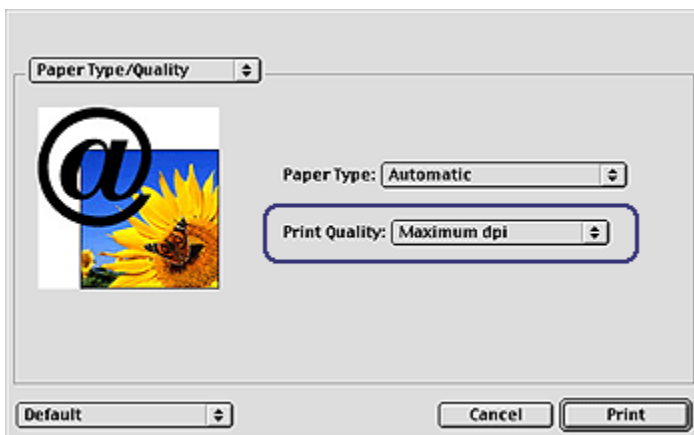 Paper Type/Quality
@
Paper Type: Automatic
Print Quality: Maximum dpi
Default
Cancel
Print